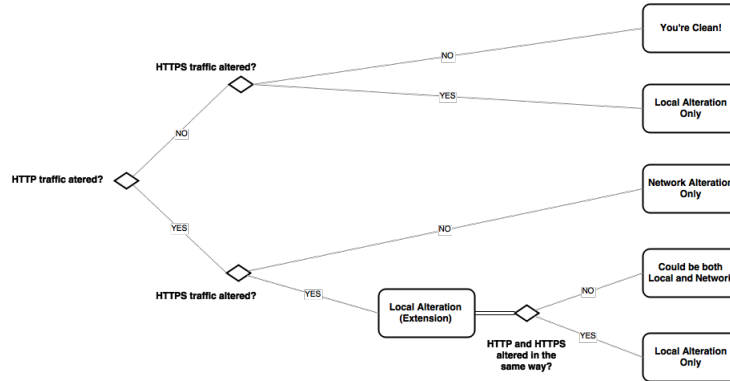 You're Clean!
NO
HTTPS traffic altered?
YES
Local Alteration
Only
NO
HTTP traffic atered?
Network Alteration
Only
YES
NO
HTTPS traffic altered?
YES
Could be both
Local and Network
NO
Local Alteration
(Extension)
YES
HTTP and HTTPS
altered in the
same way?
Local Alteration
Only